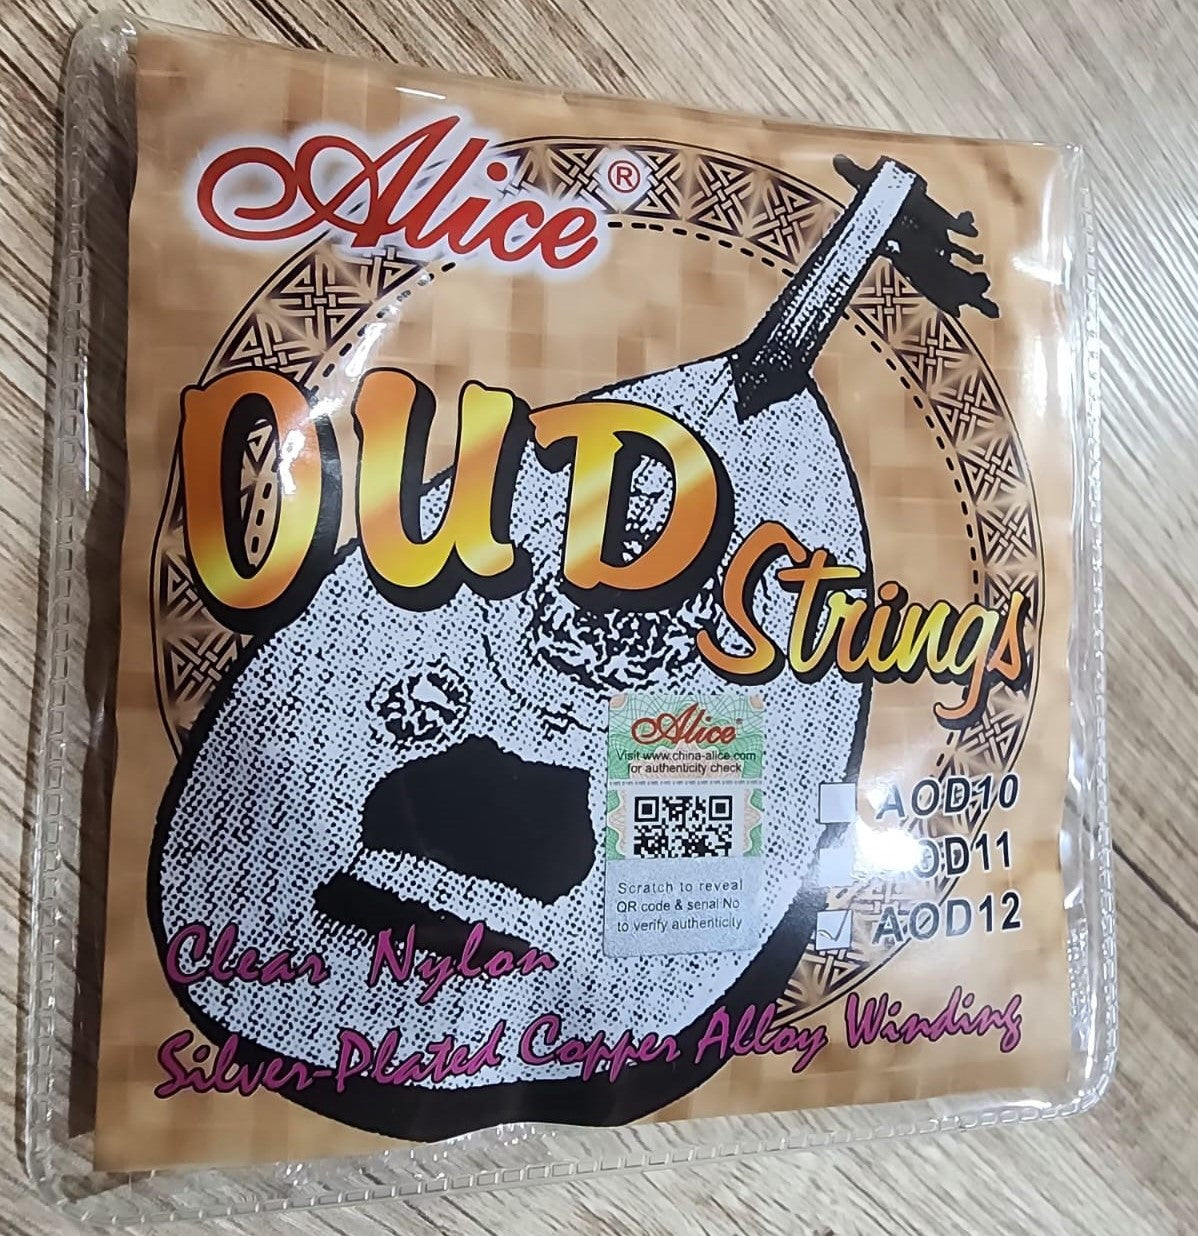 Alice®
OUD
Strings
Alice®
Visit www.china-alice.com
for authenticity check
Scratch to reveal
QR code & serial No
to verify authenticity
AOD10
AOD11
AOD12
Clear Nylon
Silver-Plated Copper Alloy Winding